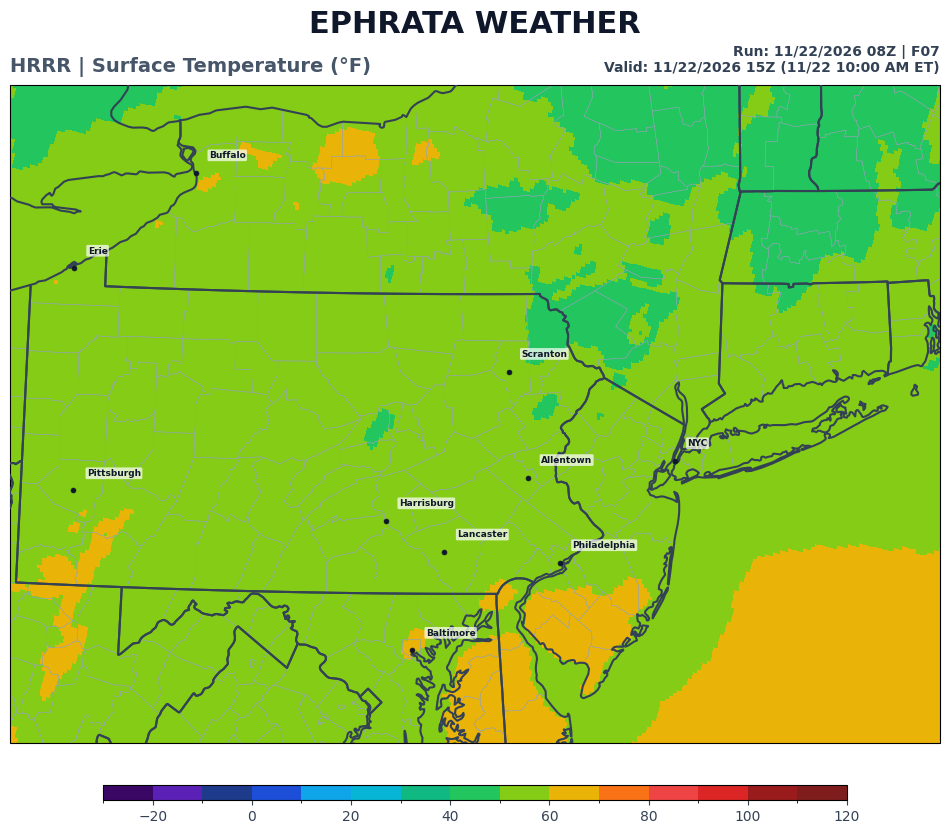 EPHRATA WEATHER
HRRR | Surface Temperature (°F)
Run: 11/22/2026 08Z | F07
Valid: 11/22/2026 15Z (11/22 10:00 AM ET)
Buffalo
Erie
Scranton
NYC
Allentown
Pittsburgh
Harrisburg
Lancaster
Philadelphia
Baltimore
−20 0 20 40 60 80 100 120